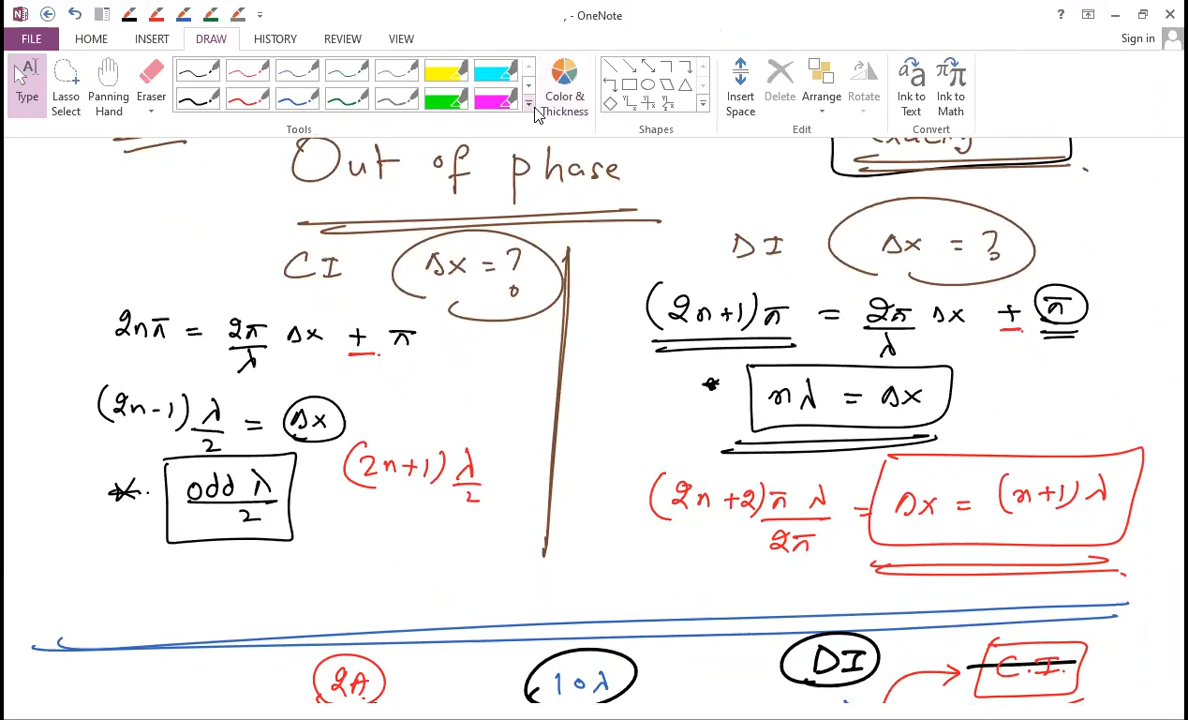 , - OneNote
?
FILE HOME INSERT DRAW HISTORY REVIEW VIEW
Sign in
Type
Lasso Select
Panning Hand
Eraser
Color & Thickness
Insert Space
Delete
Arrange
Rotate
Ink to Text
Ink to Math
Tools
Shapes
Edit
Convert
exactly
Out of phase
CI Δx = ?
DI Δx = ?
2nπ = 2π/λ Δx + π
(2n+1)π = 2π/λ Δx + π
(2n-1) λ/2 = Δx
* nλ = Δx
* odd λ/2
(2n+1) λ/2
(2n+2)π λ/2π = Δx = (n+1) λ
2A
10λ
DI
C.I.